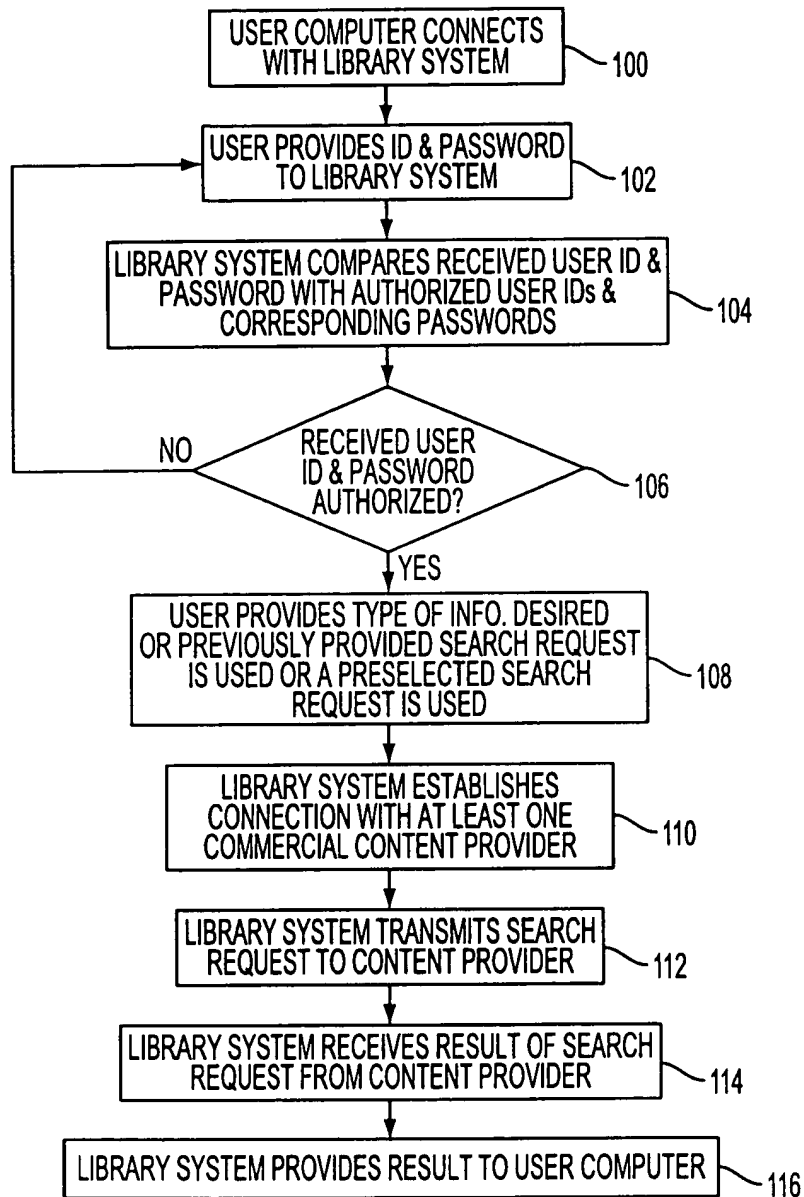 USER COMPUTER CONNECTS
WITH LIBRARY SYSTEM
100
USER PROVIDES ID & PASSWORD
TO LIBRARY SYSTEM
102
LIBRARY SYSTEM COMPARES RECEIVED USER ID &
PASSWORD WITH AUTHORIZED USER IDs &
CORRESPONDING PASSWORDS
104
NO
RECEIVED USER
ID & PASSWORD
AUTHORIZED?
106
YES
USER PROVIDES TYPE OF INFO. DESIRED
OR PREVIOUSLY PROVIDED SEARCH REQUEST
IS USED OR A PRESELECTED SEARCH
REQUEST IS USED
108
LIBRARY SYSTEM ESTABLISHES
CONNECTION WITH AT LEAST ONE
COMMERCIAL CONTENT PROVIDER
110
LIBRARY SYSTEM TRANSMITS SEARCH
REQUEST TO CONTENT PROVIDER
112
LIBRARY SYSTEM RECEIVES RESULT OF SEARCH
REQUEST FROM CONTENT PROVIDER
114
LIBRARY SYSTEM PROVIDES RESULT TO USER COMPUTER
116